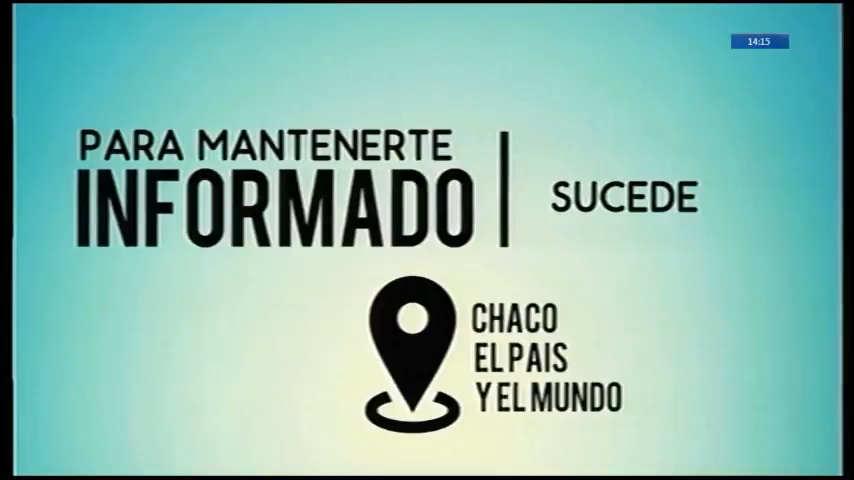 14:15
PARA MANTENERTE
INFORMADO
SUCEDE
CHACO
EL PAIS
Y EL MUNDO